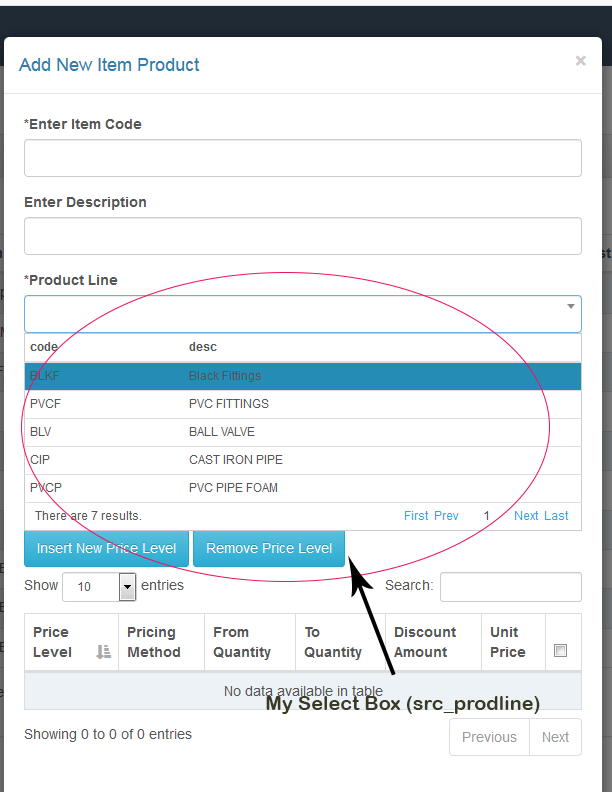 Add New Item Product ×
*Enter Item Code
Enter Description
*Product Line
code desc
BLKF Black Fittings
PVCF PVC FITTINGS
BLV BALL VALVE
CIP CAST IRON PIPE
PVCP PVC PIPE FOAM
There are 7 results. First Prev 1 Next Last
Insert New Price Level Remove Price Level
Show 10 entries Search:
Price Level Pricing Method From Quantity To Quantity Discount Amount Unit Price
No data available in table
My Select Box (src_prodline)
Showing 0 to 0 of 0 entries
Previous Next